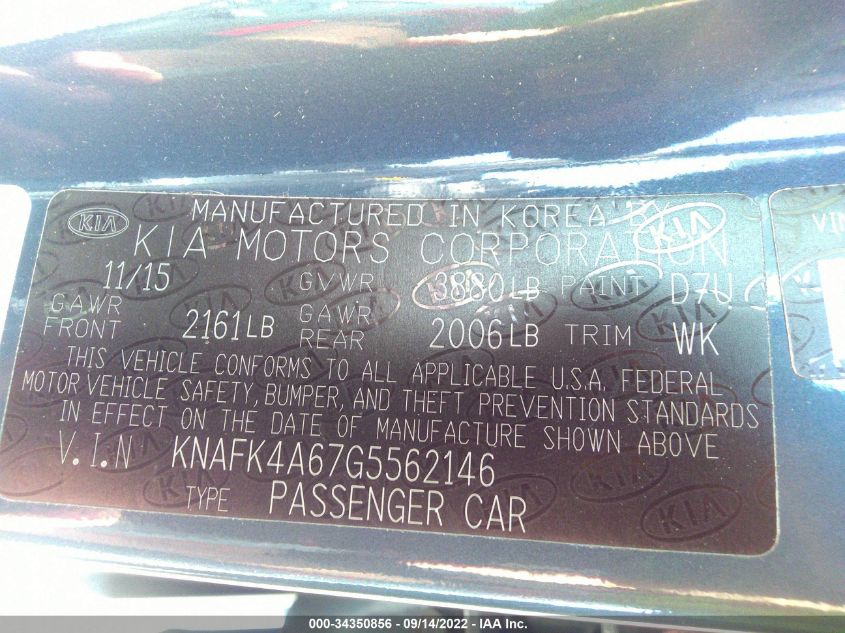 MANUFACTURED IN KOREA BY
KIA KIA MOTORS CORPORATION
11/15 GVWR 3880LB PAINT D7U
GAWR FRONT 2161LB GAWR REAR 2006LB TRIM WK
THIS VEHICLE CONFORMS TO ALL APPLICABLE U.S.A. FEDERAL
MOTOR VEHICLE SAFETY, BUMPER, AND THEFT PREVENTION STANDARDS
IN EFFECT ON THE DATE OF MANUFACTURE SHOWN ABOVE
V.I.N KNAFK4A67G5562146
TYPE PASSENGER CAR
VIN
000-34350856 - 09/14/2022 - IAA Inc.